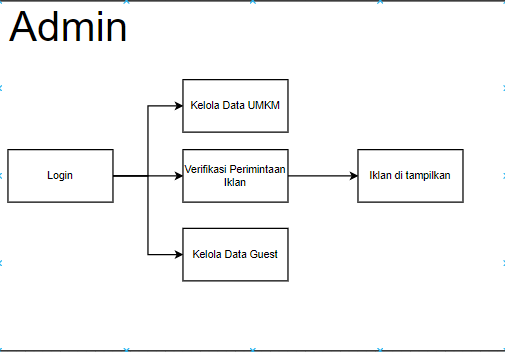 Admin
Kelola Data UMKM
Login
Verifikasi Perimintaan
Iklan
Iklan di tampilkan
Kelola Data Guest